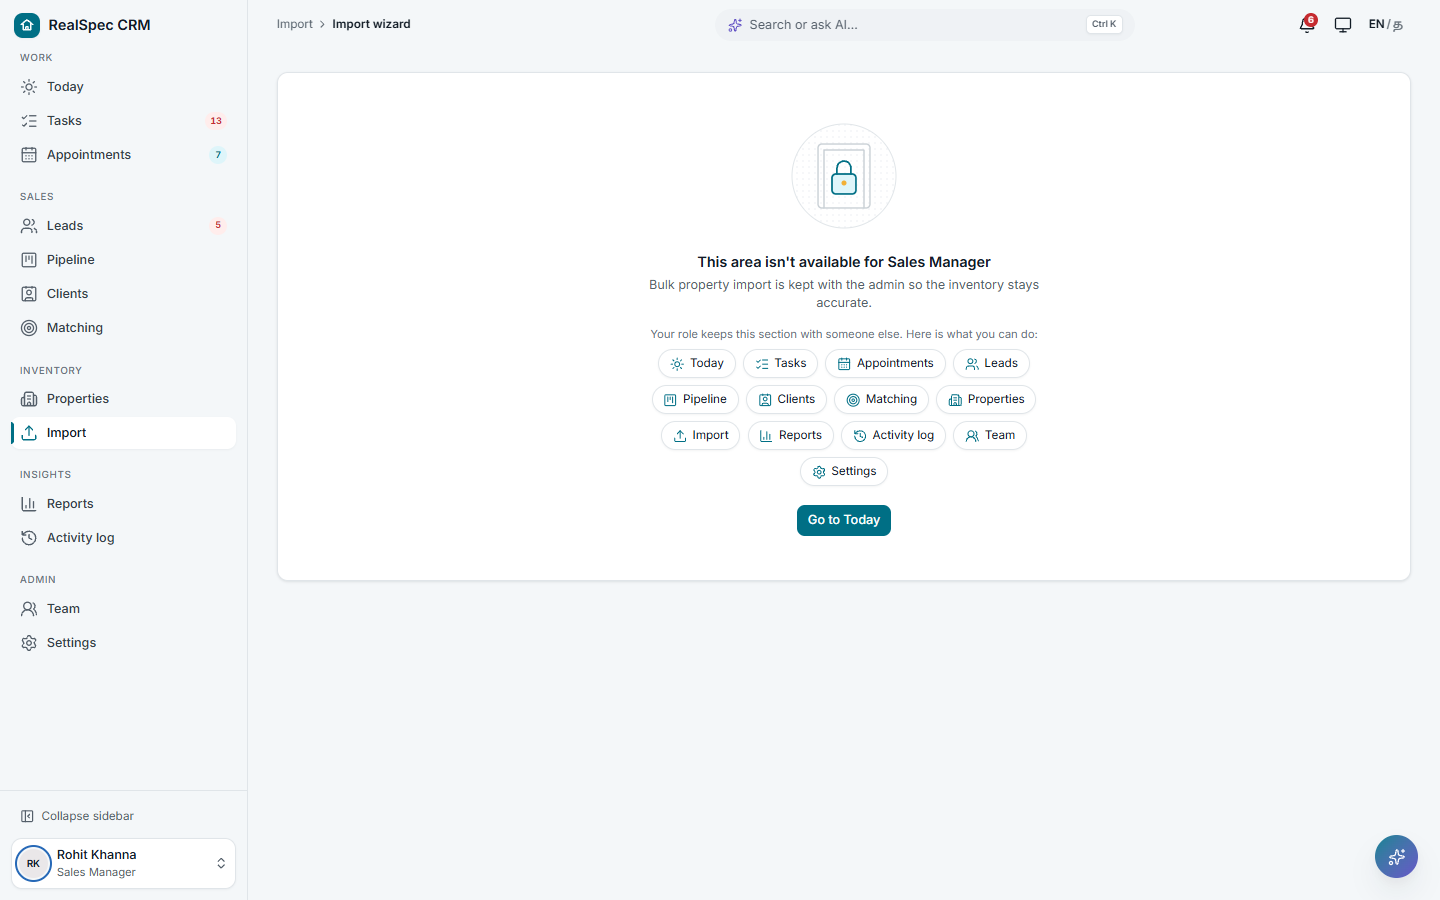 RealSpec CRM
WORK
Today
Tasks 13
Appointments 7
SALES
Leads 5
Pipeline
Clients
Matching
INVENTORY
Properties
Import
INSIGHTS
Reports
Activity log
ADMIN
Team
Settings
Collapse sidebar
RK
Rohit Khanna
Sales Manager
Import > Import wizard
Search or ask AI... Ctrl K
6
EN / த
This area isn't available for Sales Manager
Bulk property import is kept with the admin so the inventory stays
accurate.
Your role keeps this section with someone else. Here is what you can do:
Today Tasks Appointments Leads
Pipeline Clients Matching Properties
Import Reports Activity log Team
Settings
Go to Today